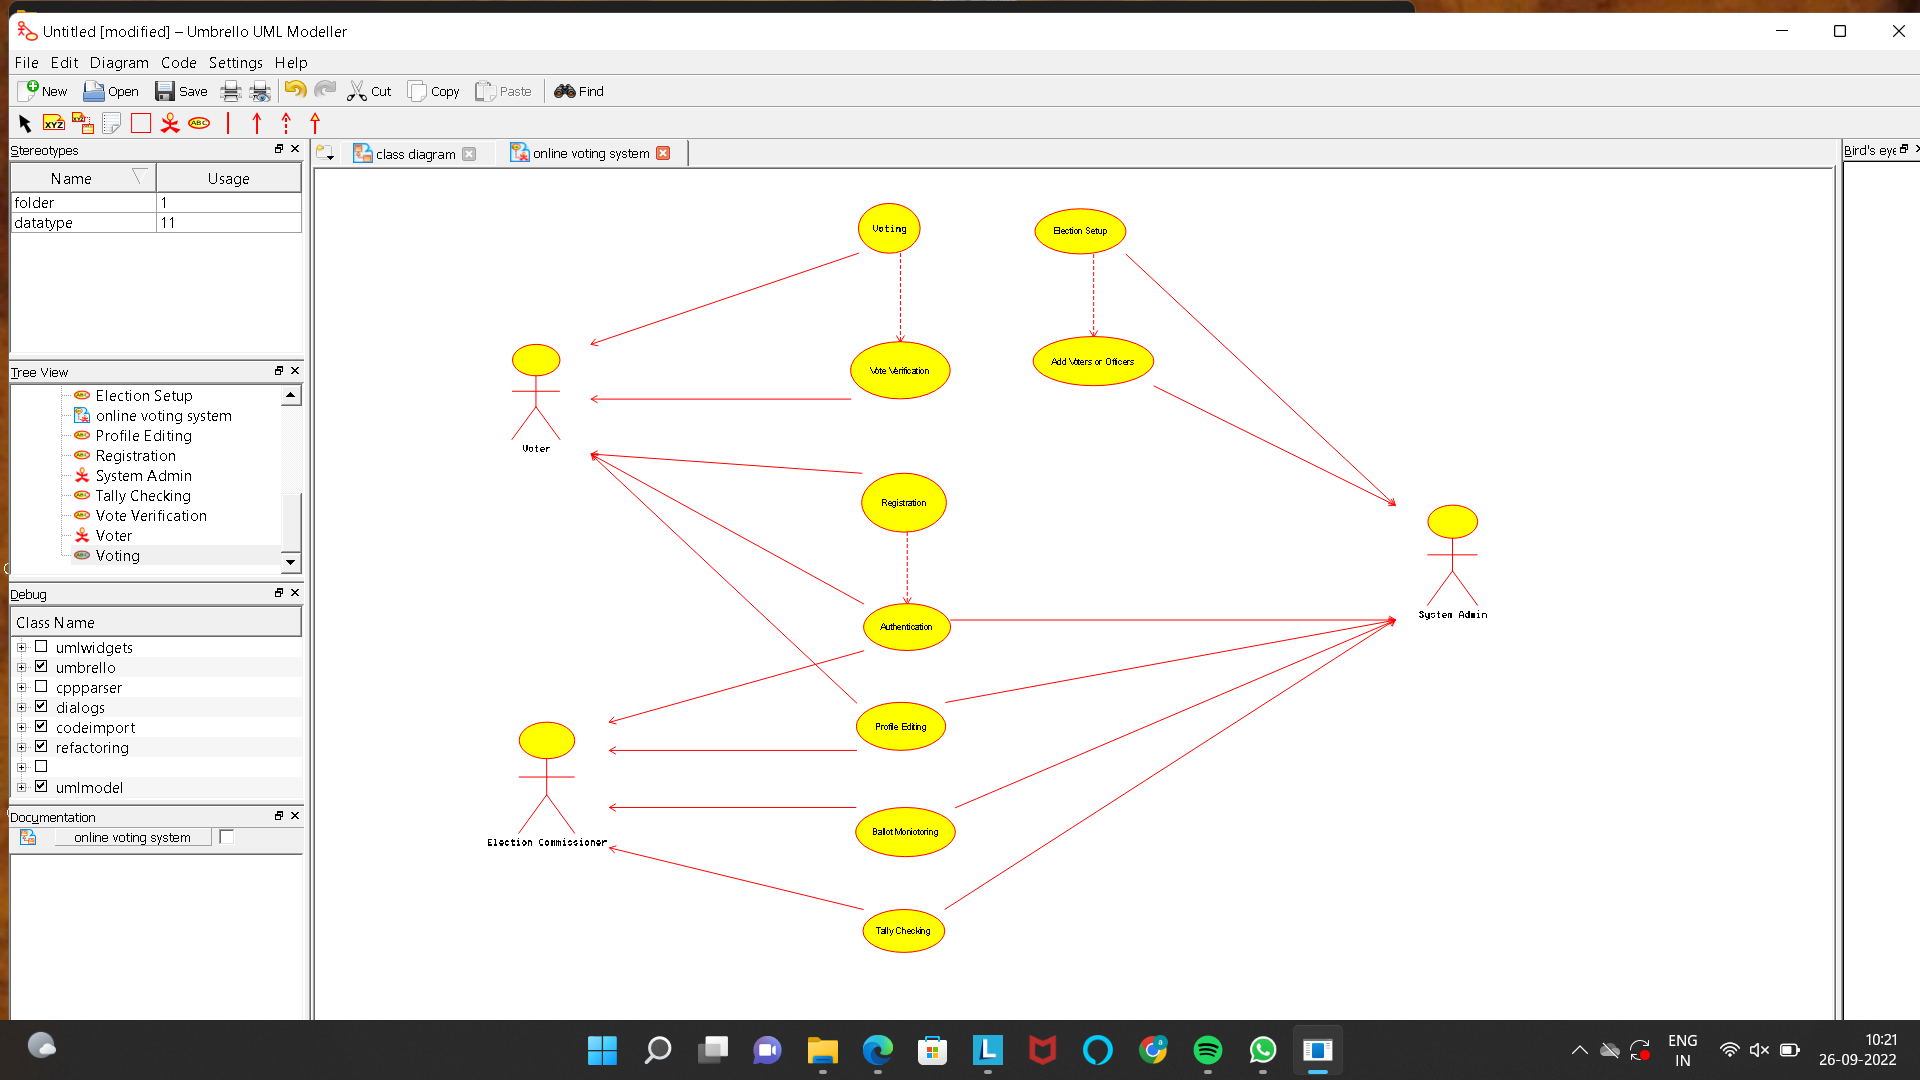 Untitled [modified] – Umbrello UML Modeller
File Edit Diagram Code Settings Help
New Open Save Cut Copy Paste Find
XYZ XYZ ABC
Stereotypes
Name Usage
folder 1
datatype 11
Tree View
Election Setup
online voting system
Profile Editing
Registration
System Admin
Tally Checking
Vote Verification
Voter
Voting
Debug
Class Name
umlwidgets
umbrello
cppparser
dialogs
codeimport
refactoring
umlmodel
Documentation
online voting system
class diagram
online voting system
Bird's eye
Voting
Election Setup
Vote Verification
Add Voters or Officers
Voter
Registration
Authentication
System Admin
Profile Editing
Election Commissioner
Ballot Moniotoring
Tally Checking
L
a
ENG
IN
10:21
26-09-2022